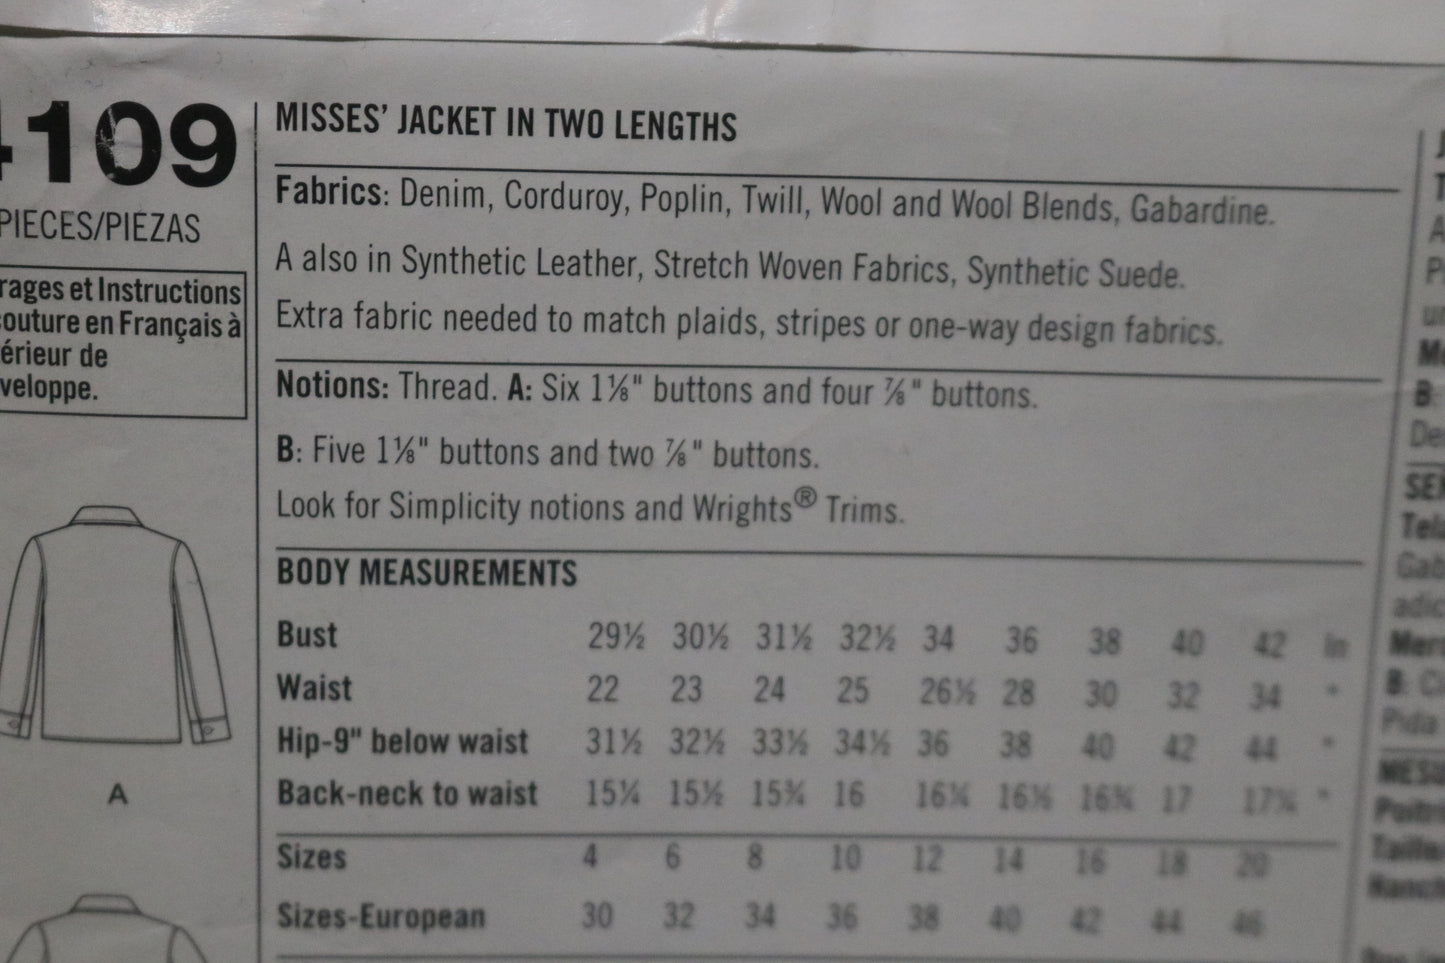 4109
PIECES/PIEZAS
rages et Instructions
outure en Français à
érieur de
veloppe.
A
MISSES' JACKET IN TWO LENGTHS
Fabrics: Denim, Corduroy, Poplin, Twill, Wool and Wool Blends, Gabardine.
A also in Synthetic Leather, Stretch Woven Fabrics, Synthetic Suede.
Extra fabric needed to match plaids, stripes or one-way design fabrics.
Notions: Thread. A: Six 1⅛" buttons and four ⅞" buttons.
B: Five 1⅛" buttons and two ⅞" buttons.
Look for Simplicity notions and Wrights® Trims.
BODY MEASUREMENTS
Bust 29½ 30½ 31½ 32½ 34 36 38 40 42 In
Waist 22 23 24 25 26½ 28 30 32 34 "
Hip-9" below waist 31½ 32½ 33½ 34½ 36 38 40 42 44 "
Back-neck to waist 15¼ 15½ 15¾ 16 16¼ 16½ 16¾ 17 17¼ "
Sizes 4 6 8 10 12 14 16 18 20
Sizes-European 30 32 34 36 38 40 42 44 46